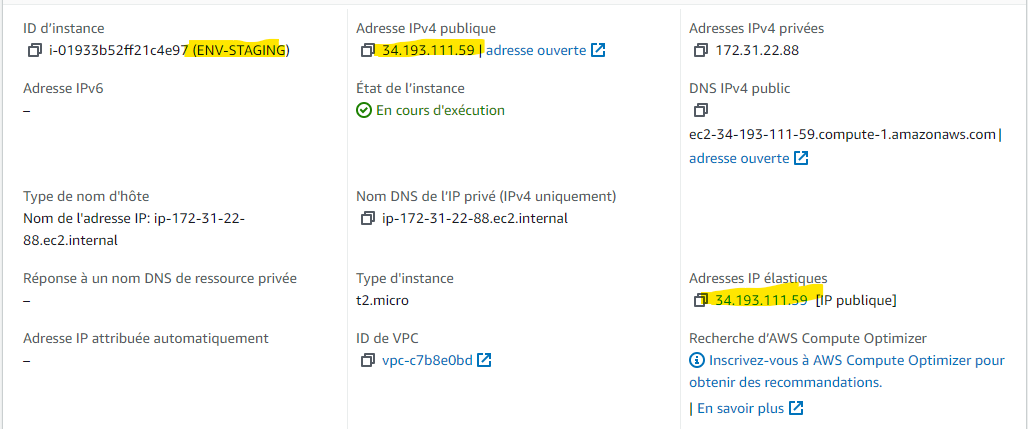 ID d'instance
i-01933b52ff21c4e97 (ENV-STAGING)
Adresse IPv4 publique
34.193.111.59 | adresse ouverte
Adresses IPv4 privées
172.31.22.88
Adresse IPv6
–
État de l'instance
En cours d'exécution
DNS IPv4 public
ec2-34-193-111-59.compute-1.amazonaws.com |
adresse ouverte
Type de nom d'hôte
Nom de l'adresse IP: ip-172-31-22-
88.ec2.internal
Nom DNS de l'IP privé (IPv4 uniquement)
ip-172-31-22-88.ec2.internal
Réponse à un nom DNS de ressource privée
–
Type d'instance
t2.micro
Adresses IP élastiques
34.193.111.59 [IP publique]
Adresse IP attribuée automatiquement
–
ID de VPC
vpc-c7b8e0bd
Recherche d'AWS Compute Optimizer
Inscrivez-vous à AWS Compute Optimizer pour
obtenir des recommandations.
| En savoir plus